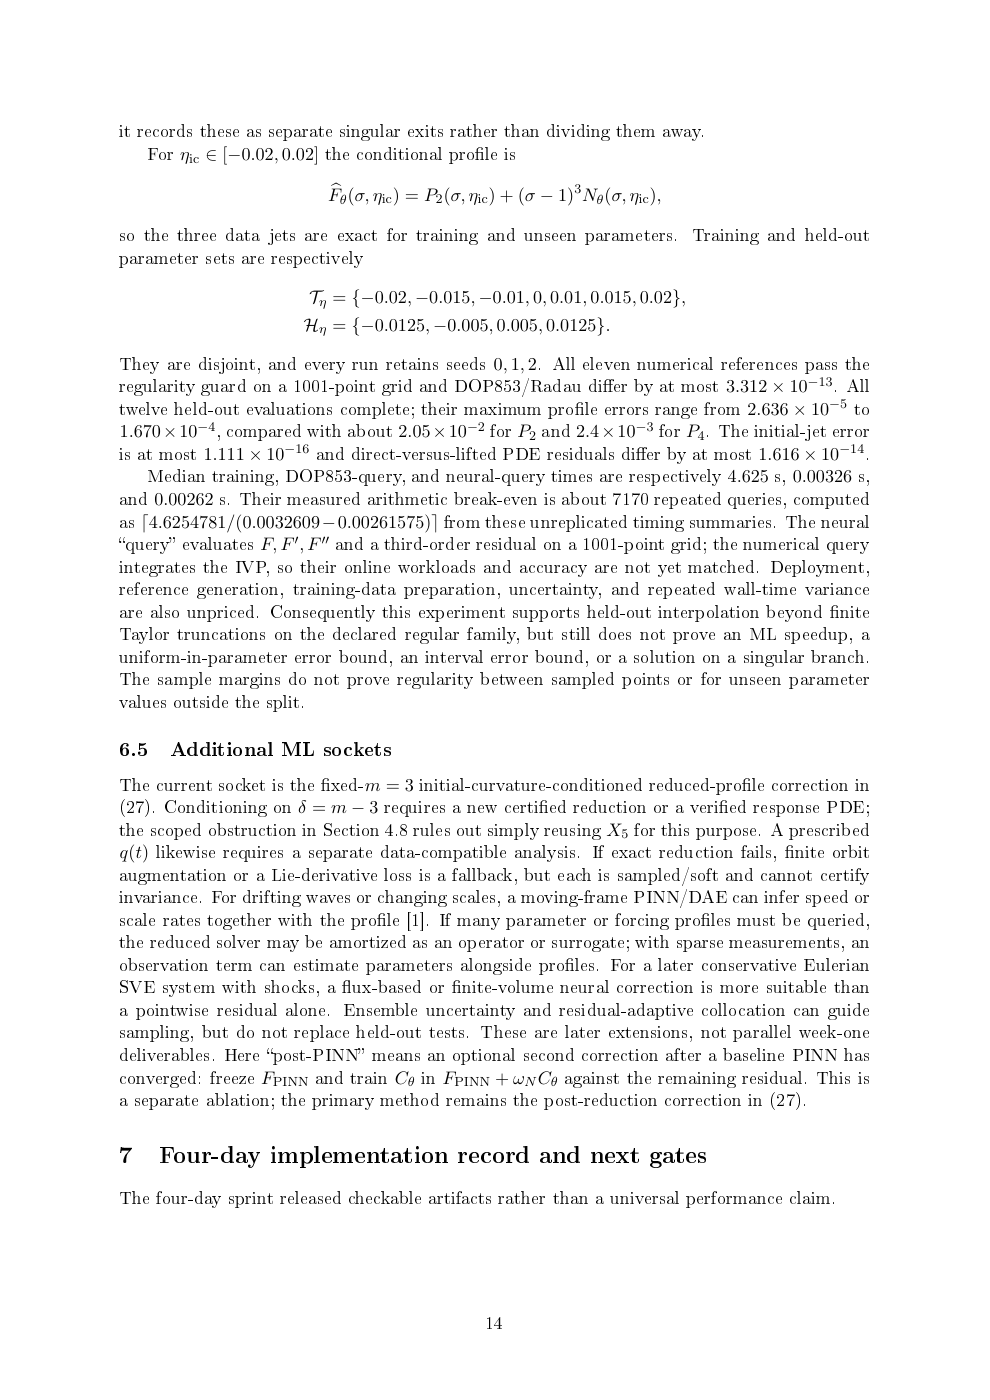 it records these as separate singular exits rather than dividing them away.
For ηic ∈ [−0.02, 0.02] the conditional profile is
F̂θ(σ, ηic) = P2(σ, ηic) + (σ − 1)³Nθ(σ, ηic),
so the three data jets are exact for training and unseen parameters. Training and held-out
parameter sets are respectively
𝒯η = {−0.02, −0.015, −0.01, 0, 0.01, 0.015, 0.02},
ℋη = {−0.0125, −0.005, 0.005, 0.0125}.
They are disjoint, and every run retains seeds 0, 1, 2. All eleven numerical references pass the
regularity guard on a 1001-point grid and DOP853/Radau differ by at most 3.312 × 10⁻¹³. All
twelve held-out evaluations complete; their maximum profile errors range from 2.636 × 10⁻⁵ to
1.670 × 10⁻⁴, compared with about 2.05 × 10⁻² for P2 and 2.4 × 10⁻³ for P4. The initial-jet error
is at most 1.111 × 10⁻¹⁶ and direct-versus-lifted PDE residuals differ by at most 1.616 × 10⁻¹⁴.
Median training, DOP853-query, and neural-query times are respectively 4.625 s, 0.00326 s,
and 0.00262 s. Their measured arithmetic break-even is about 7170 repeated queries, computed
as ⌈4.6254781/(0.0032609 − 0.00261575)⌉ from these unreplicated timing summaries. The neural
“query” evaluates F, F′, F″ and a third-order residual on a 1001-point grid; the numerical query
integrates the IVP, so their online workloads and accuracy are not yet matched. Deployment,
reference generation, training-data preparation, uncertainty, and repeated wall-time variance
are also unpriced. Consequently this experiment supports held-out interpolation beyond finite
Taylor truncations on the declared regular family, but still does not prove an ML speedup, a
uniform-in-parameter error bound, an interval error bound, or a solution on a singular branch.
The sample margins do not prove regularity between sampled points or for unseen parameter
values outside the split.
6.5 Additional ML sockets
The current socket is the fixed-m = 3 initial-curvature-conditioned reduced-profile correction in
(27). Conditioning on δ = m − 3 requires a new certified reduction or a verified response PDE;
the scoped obstruction in Section 4.8 rules out simply reusing X5 for this purpose. A prescribed
q(t) likewise requires a separate data-compatible analysis. If exact reduction fails, finite orbit
augmentation or a Lie-derivative loss is a fallback, but each is sampled/soft and cannot certify
invariance. For drifting waves or changing scales, a moving-frame PINN/DAE can infer speed or
scale rates together with the profile [1]. If many parameter or forcing profiles must be queried,
the reduced solver may be amortized as an operator or surrogate; with sparse measurements, an
observation term can estimate parameters alongside profiles. For a later conservative Eulerian
SVE system with shocks, a flux-based or finite-volume neural correction is more suitable than
a pointwise residual alone. Ensemble uncertainty and residual-adaptive collocation can guide
sampling, but do not replace held-out tests. These are later extensions, not parallel week-one
deliverables. Here “post-PINN” means an optional second correction after a baseline PINN has
converged: freeze FPINN and train Cθ in FPINN + ωNCθ against the remaining residual. This is
a separate ablation; the primary method remains the post-reduction correction in (27).
7 Four-day implementation record and next gates
The four-day sprint released checkable artifacts rather than a universal performance claim.
14